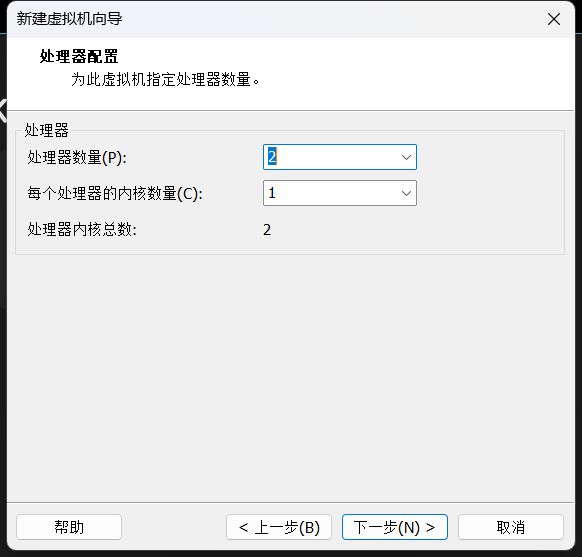 新建虚拟机向导
处理器配置
为此虚拟机指定处理器数量。
处理器
处理器数量(P): 2
每个处理器的内核数量(C): 1
处理器内核总数: 2
帮助 < 上一步(B) 下一步(N) > 取消